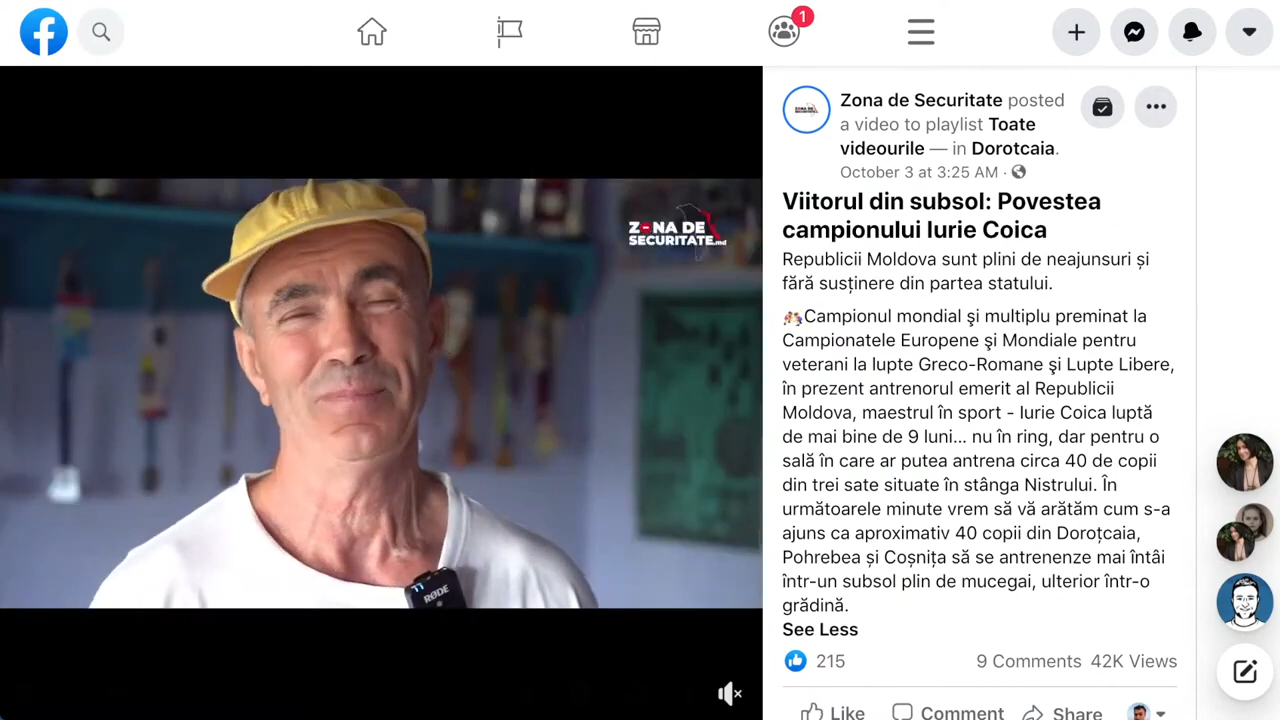 1
Zona de Securitate posted
a video to playlist Toate
videourile — in Dorotcaia.
October 3 at 3:25 AM ·
Viitorul din subsol: Povestea
campionului Iurie Coica
Republicii Moldova sunt plini de neajunsuri și
fără susținere din partea statului.
🤼Campionul mondial şi multiplu preminat la
Campionatele Europene şi Mondiale pentru
veterani la lupte Greco-Romane şi Lupte Libere,
în prezent antrenorul emerit al Republicii
Moldova, maestrul în sport - Iurie Coica luptă
de mai bine de 9 luni... nu în ring, dar pentru o
sală în care ar putea antrena circa 40 de copii
din trei sate situate în stânga Nistrului. În
următoarele minute vrem să vă arătăm cum s-a
ajuns ca aproximativ 40 copii din Doroțcaia,
Pohrebea și Coșnița să se antrenenze mai întâi
într-un subsol plin de mucegai, ulterior într-o
grădină.
See Less
215 9 Comments 42K Views
Like Comment Share
ZONA DE
SECURITATE.md
RØDE